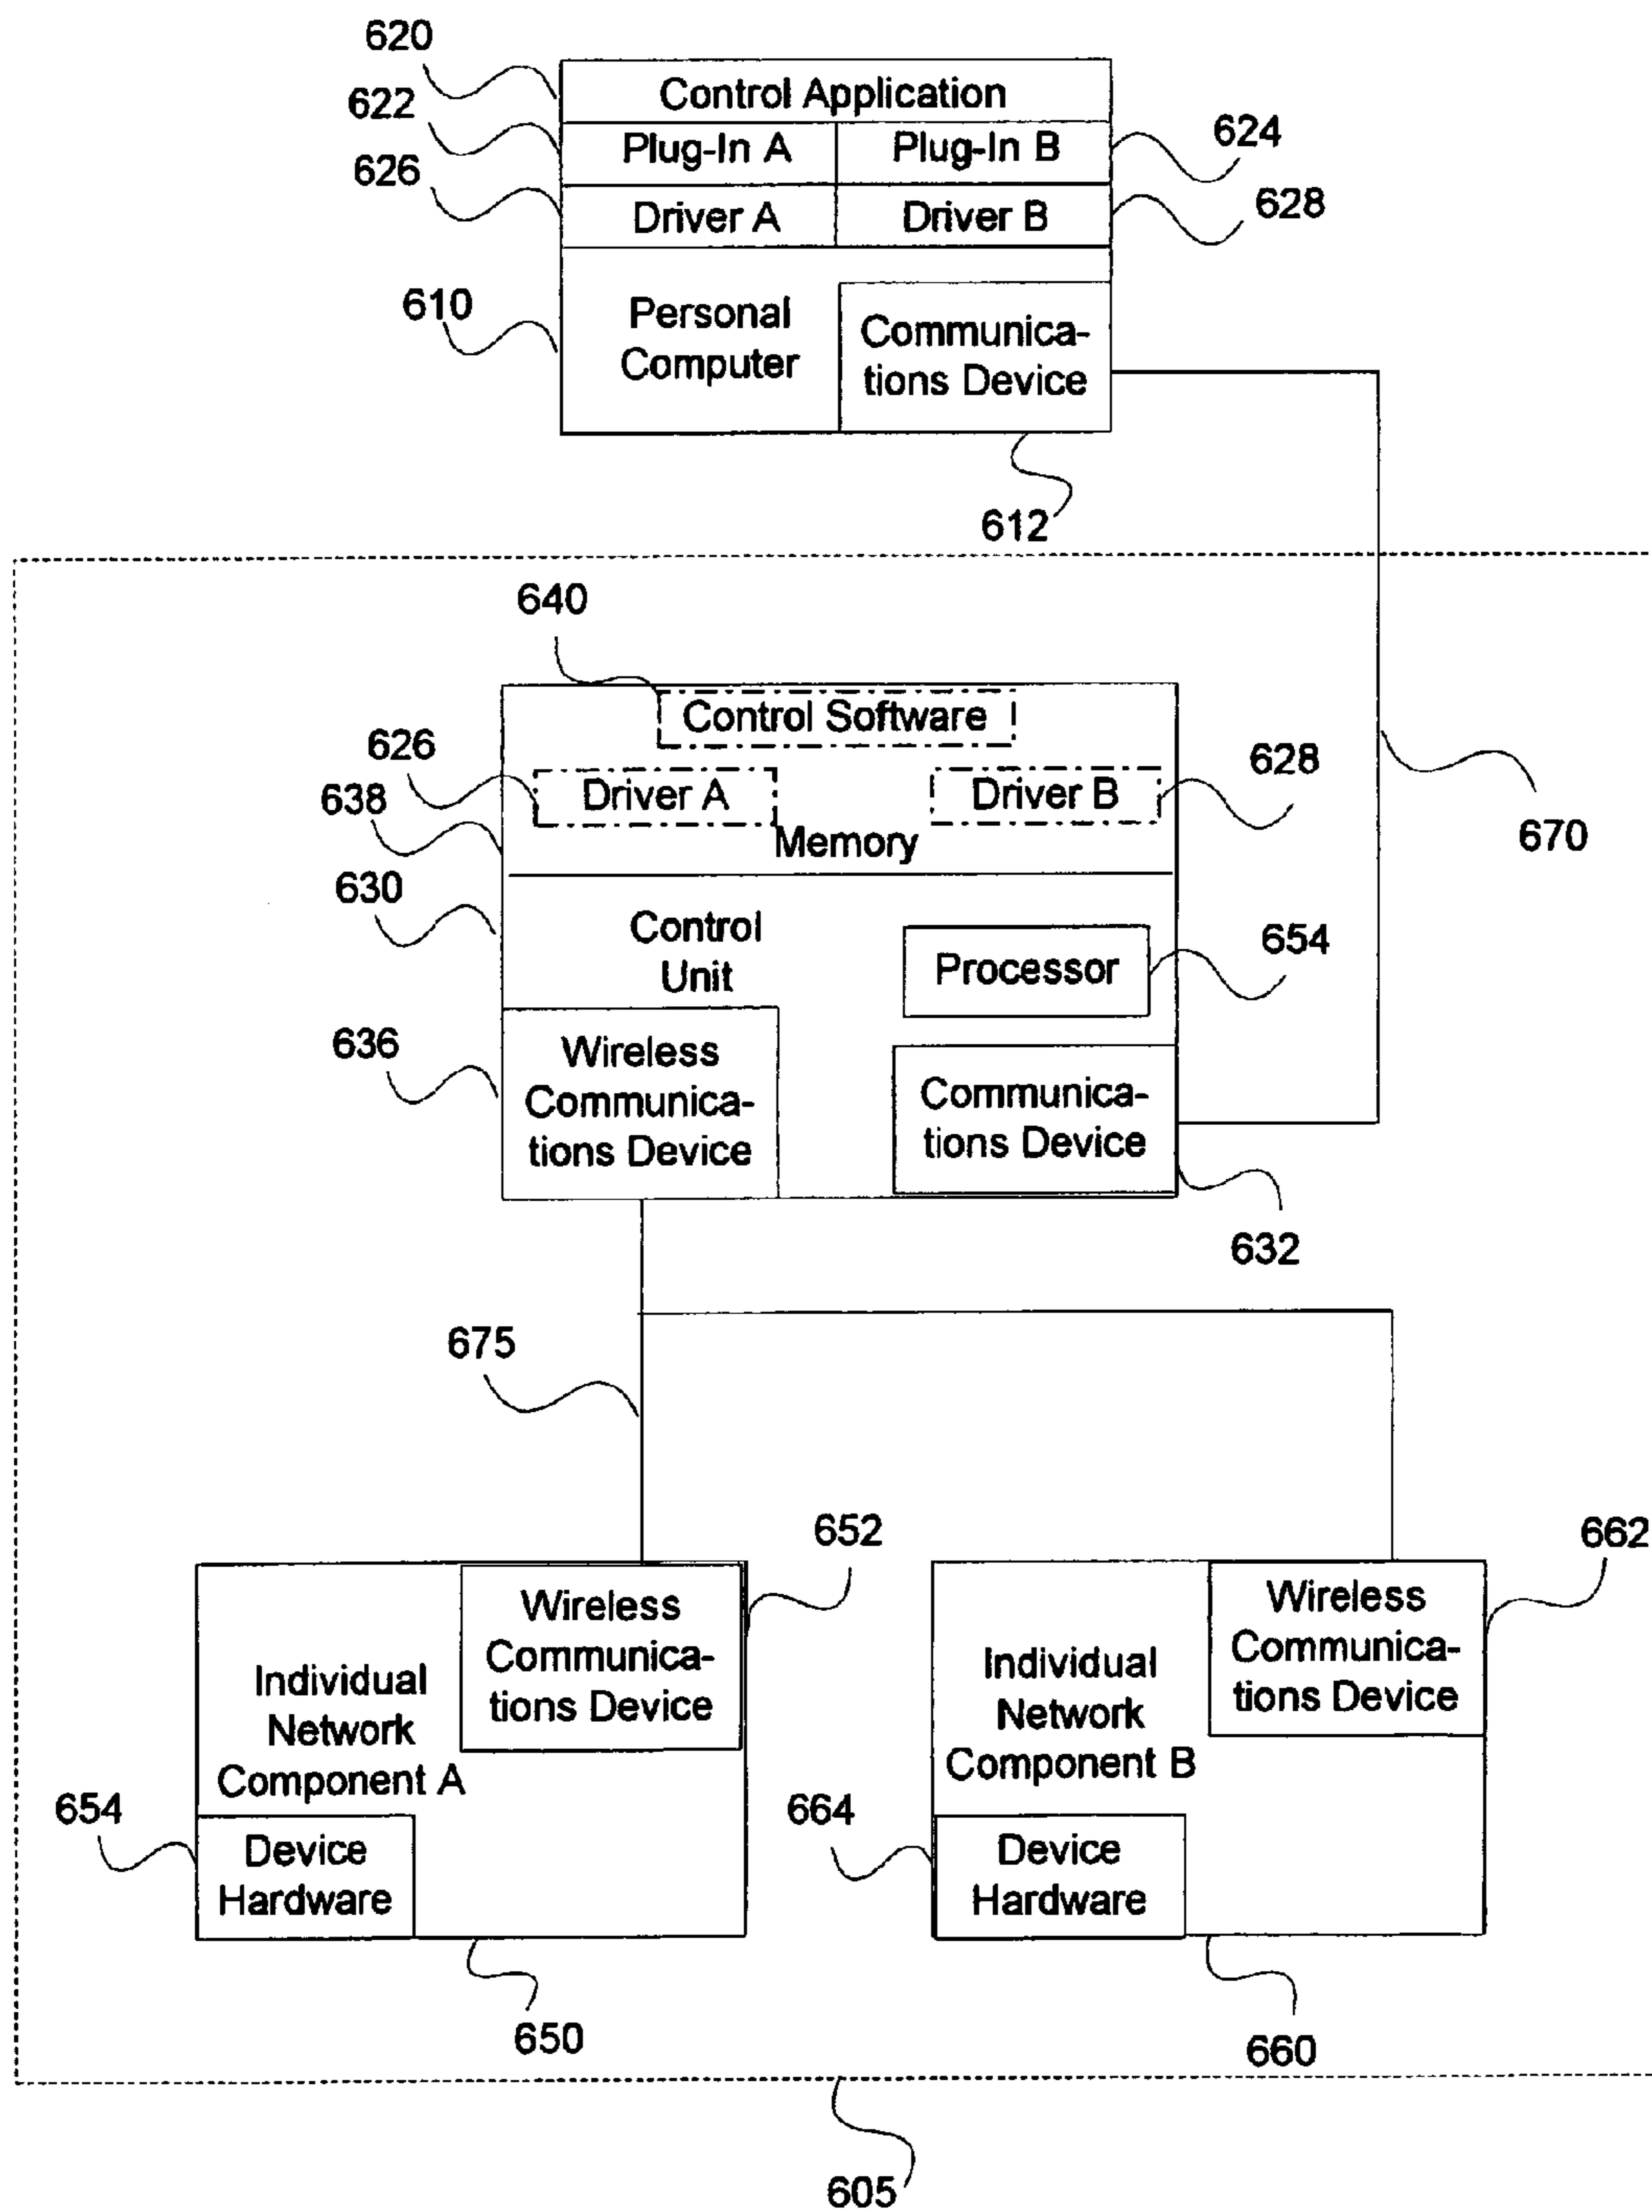 620
Control Application
622
Plug-In A
Plug-In B
624
626
Driver A
Driver B
628
610
Personal
Computer
Communica-
tions Device
612
640
Control Software
626
Driver A
Driver B
628
638
Memory
670
630
Control
Unit
Processor
654
636
Wireless
Communica-
tions Device
Communica-
tions Device
632
675
652
662
Wireless
Communica-
tions Device
Individual
Network
Component A
Wireless
Communica-
tions Device
Individual
Network
Component B
654
Device
Hardware
664
Device
Hardware
650
660
605